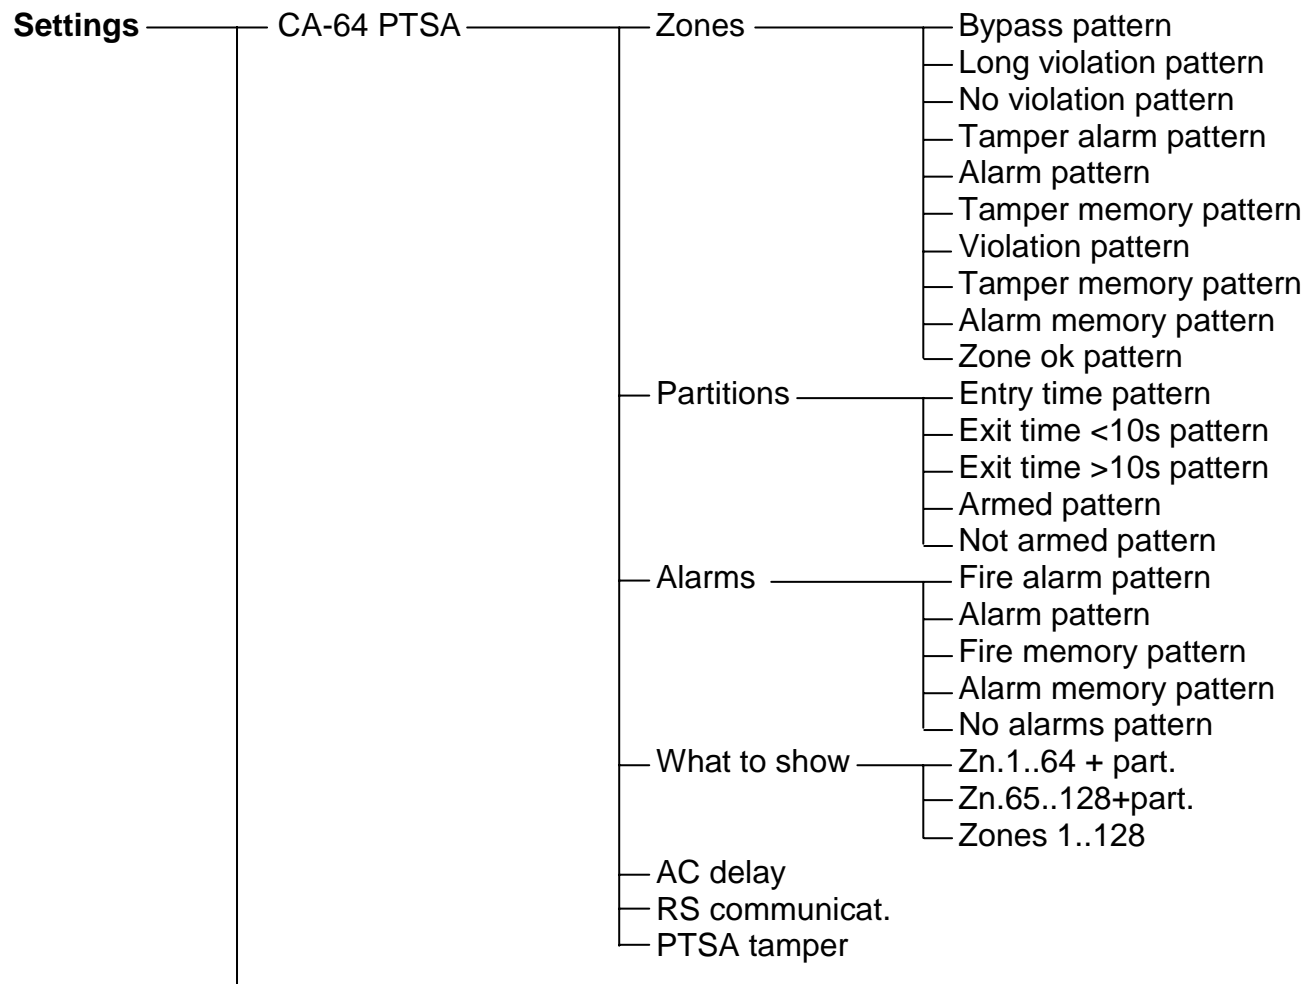 Settings CA-64 PTSA Zones Bypass pattern
Long violation pattern
No violation pattern
Tamper alarm pattern
Alarm pattern
Tamper memory pattern
Violation pattern
Tamper memory pattern
Alarm memory pattern
Zone ok pattern
Partitions Entry time pattern
Exit time <10s pattern
Exit time >10s pattern
Armed pattern
Not armed pattern
Alarms Fire alarm pattern
Alarm pattern
Fire memory pattern
Alarm memory pattern
No alarms pattern
What to show Zn.1..64 + part.
Zn.65..128+part.
Zones 1..128
AC delay
RS communicat.
PTSA tamper